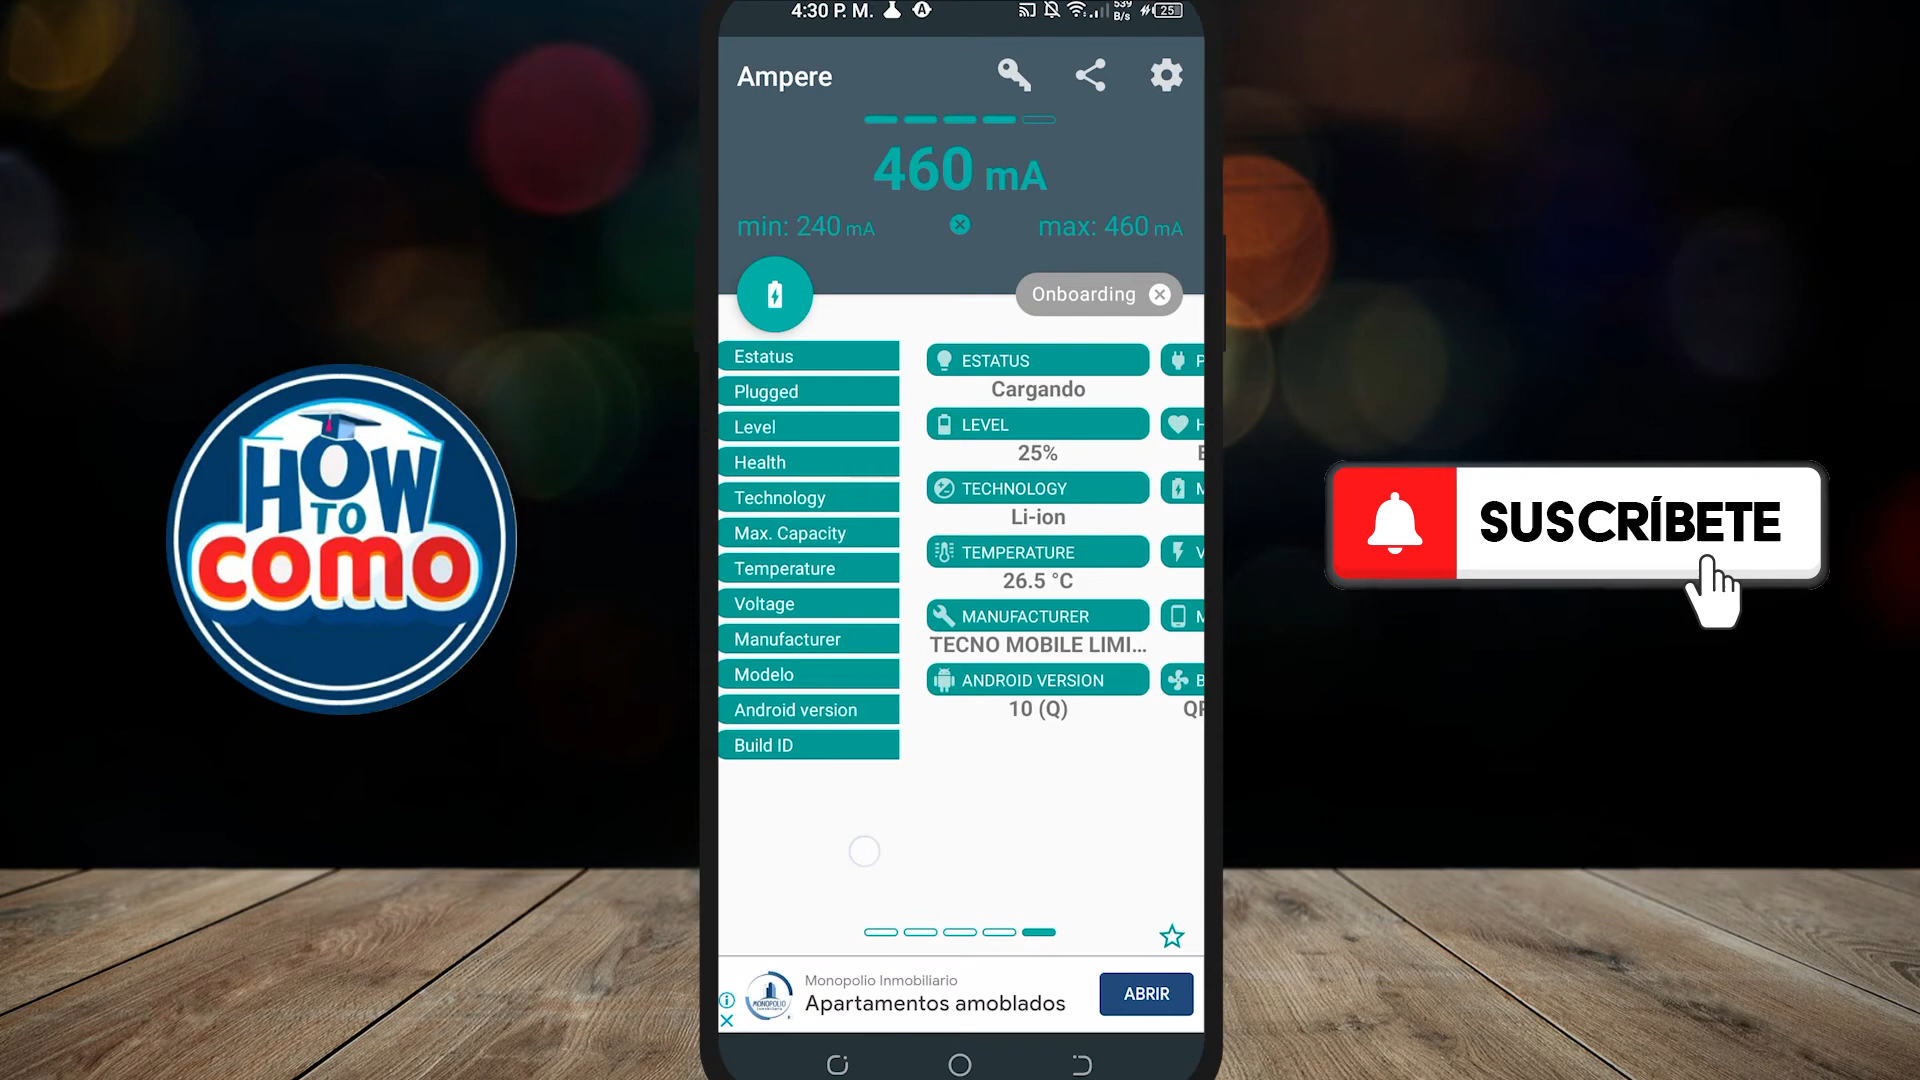 4:30 P. M.
539
B/s
25
Ampere
460 mA
min: 240 mA
max: 460 mA
Onboarding
Estatus
Plugged
Level
Health
Technology
Max. Capacity
Temperature
Voltage
Manufacturer
Modelo
Android version
Build ID
ESTATUS
Cargando
LEVEL
25%
TECHNOLOGY
Li-ion
TEMPERATURE
26.5 °C
MANUFACTURER
TECNO MOBILE LIMI...
ANDROID VERSION
10 (Q)
Monopolio Inmobiliario
Apartamentos amoblados
ABRIR
HOW
TO
COMO
SUSCRÍBETE